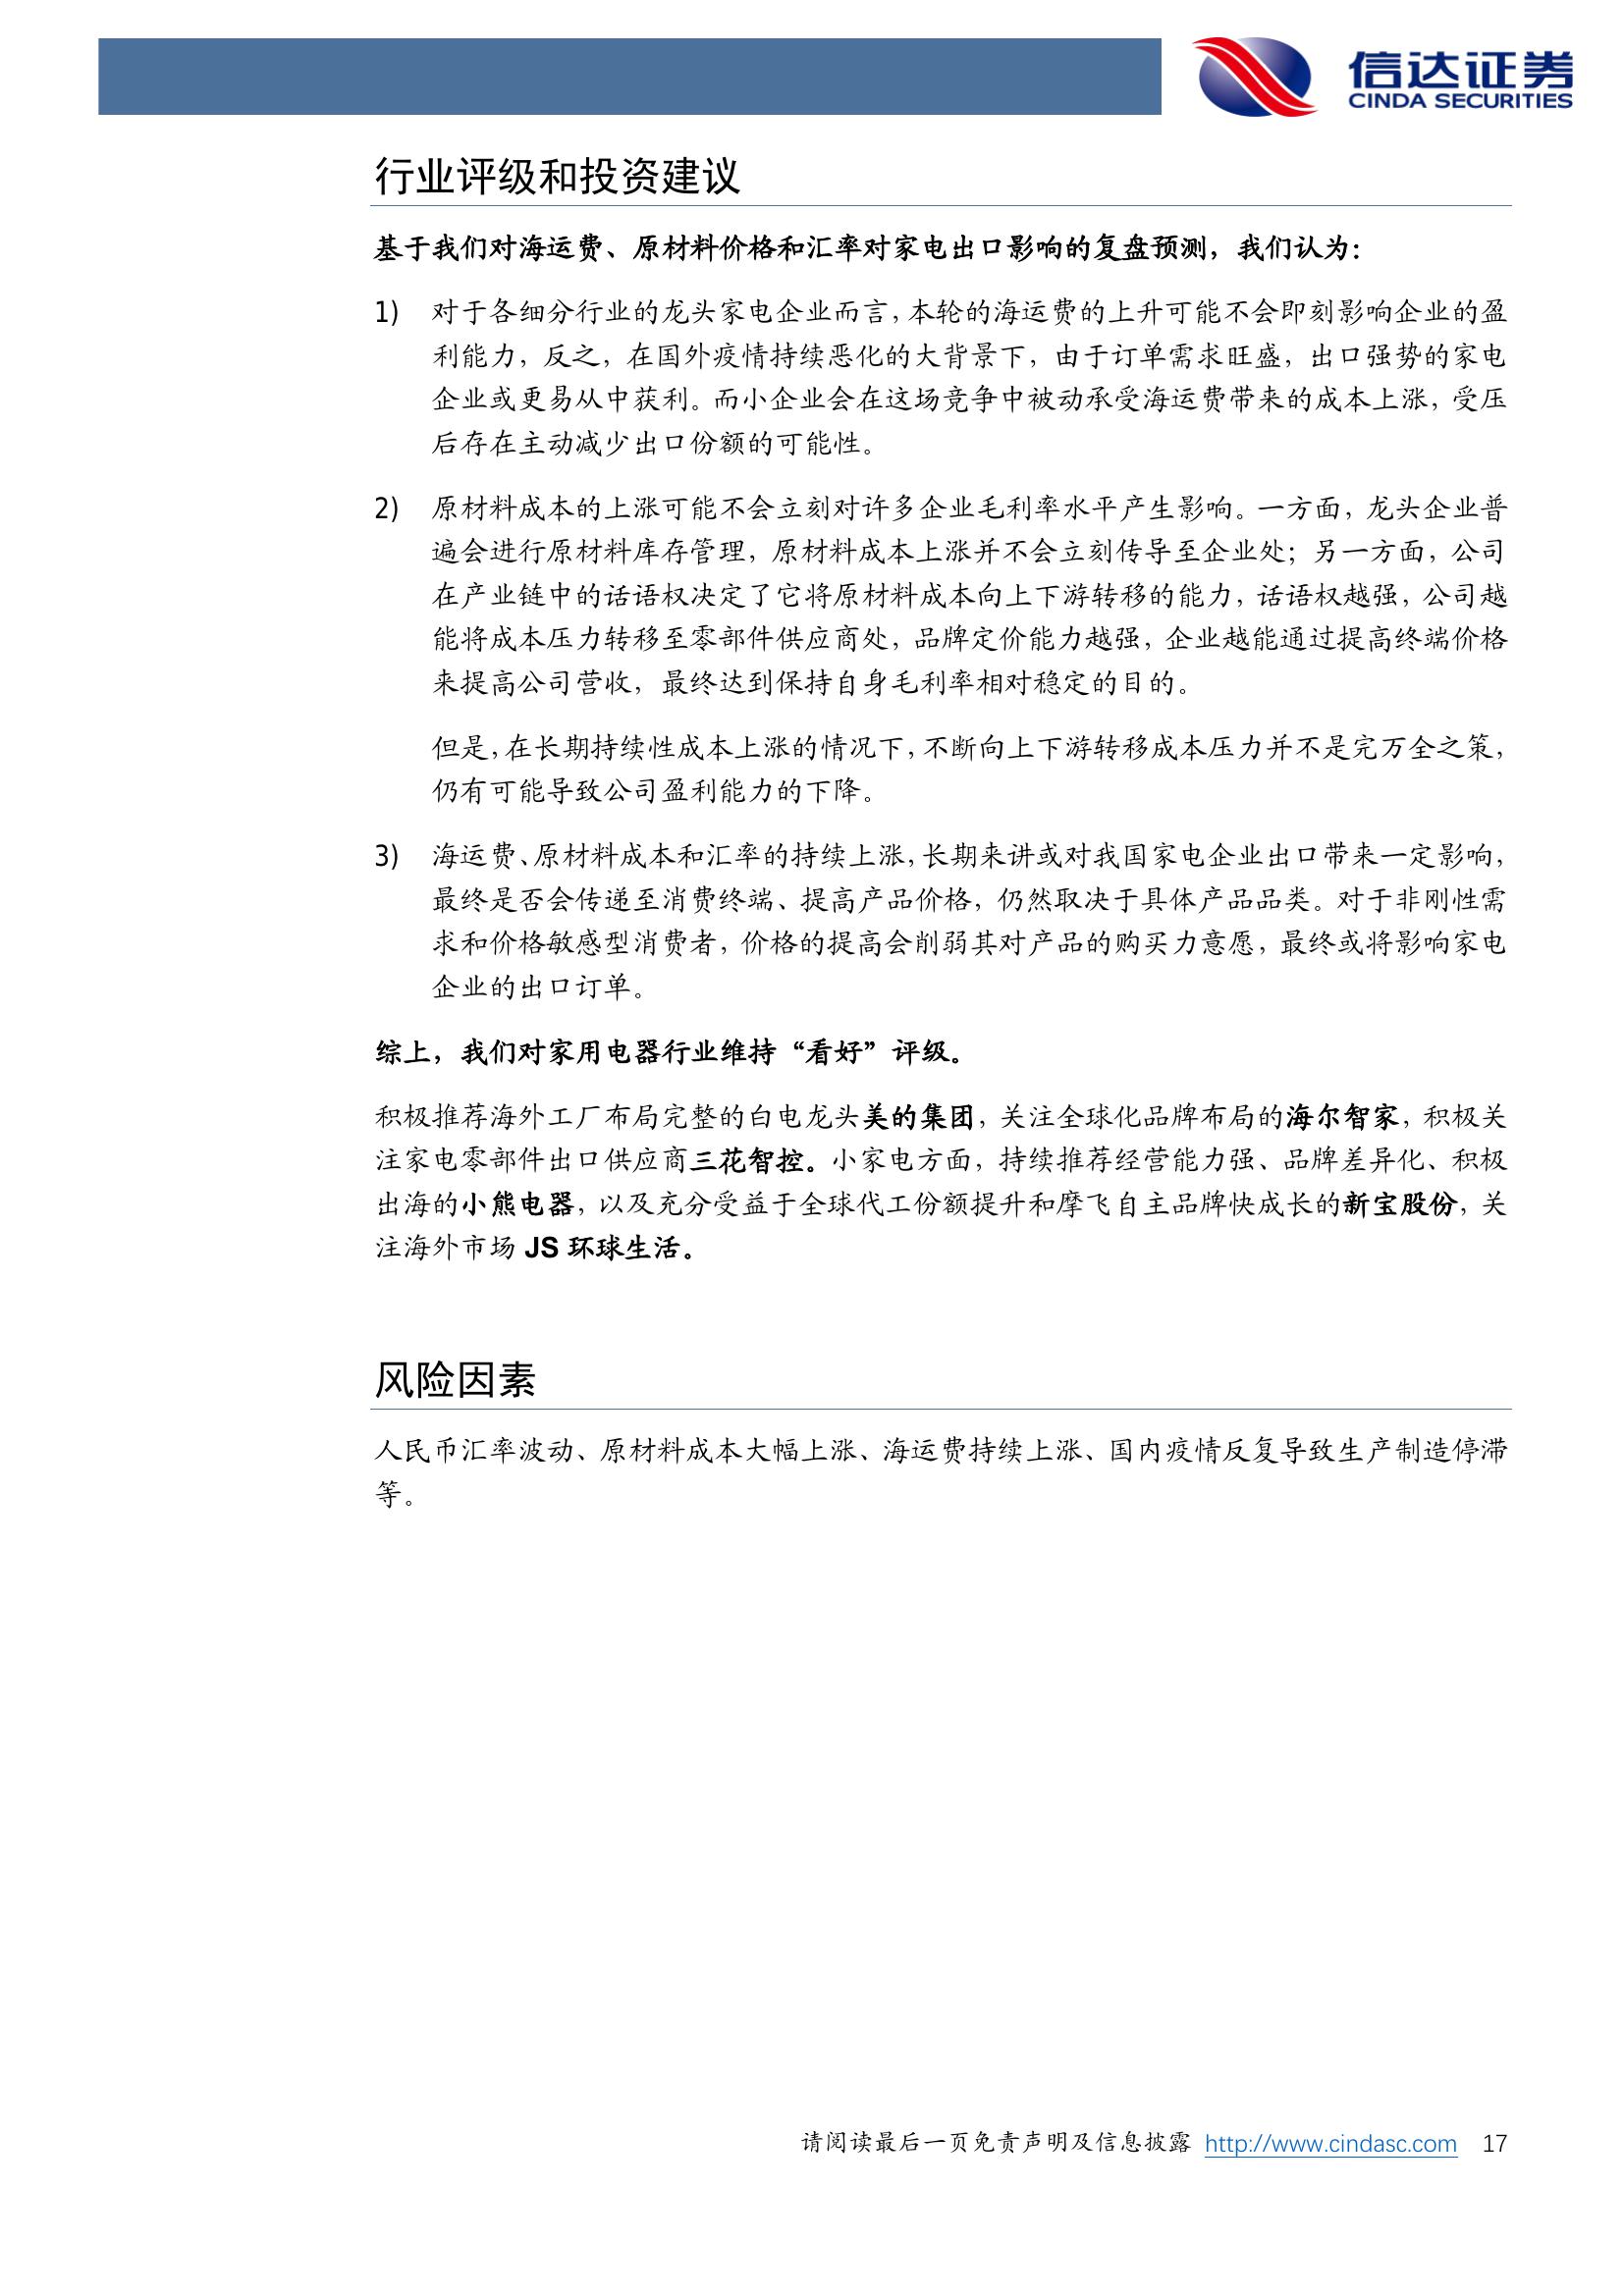 信达证券
CINDA SECURITIES
行业评级和投资建议
基于我们对海运费、原材料价格和汇率对家电出口影响的复盘预测，我们认为：
1) 对于各细分行业的龙头家电企业而言，本轮的海运费的上升可能不会即刻影响企业的盈
利能力，反之，在国外疫情持续恶化的大背景下，由于订单需求旺盛，出口强势的家电
企业或更易从中获利。而小企业会在这场竞争中被动承受海运费带来的成本上涨，受压
后存在主动减少出口份额的可能性。
2) 原材料成本的上涨可能不会立刻对许多企业毛利率水平产生影响。一方面，龙头企业普
遍会进行原材料库存管理，原材料成本上涨并不会立刻传导至企业处；另一方面，公司
在产业链中的话语权决定了它将原材料成本向上下游转移的能力，话语权越强，公司越
能将成本压力转移至零部件供应商处，品牌定价能力越强，企业越能通过提高终端价格
来提高公司营收，最终达到保持自身毛利率相对稳定的目的。
但是，在长期持续性成本上涨的情况下，不断向上下游转移成本压力并不是完万全之策，
仍有可能导致公司盈利能力的下降。
3) 海运费、原材料成本和汇率的持续上涨，长期来讲或对我国家电企业出口带来一定影响，
最终是否会传递至消费终端、提高产品价格，仍然取决于具体产品品类。对于非刚性需
求和价格敏感型消费者，价格的提高会削弱其对产品的购买力意愿，最终或将影响家电
企业的出口订单。
综上，我们对家用电器行业维持“看好”评级。
积极推荐海外工厂布局完整的白电龙头美的集团，关注全球化品牌布局的海尔智家，积极关
注家电零部件出口供应商三花智控。小家电方面，持续推荐经营能力强、品牌差异化、积极
出海的小熊电器，以及充分受益于全球代工份额提升和摩飞自主品牌快成长的新宝股份，关
注海外市场 JS 环球生活。
风险因素
人民币汇率波动、原材料成本大幅上涨、海运费持续上涨、国内疫情反复导致生产制造停滞
等。
请阅读最后一页免责声明及信息披露 http://www.cindasc.com 17